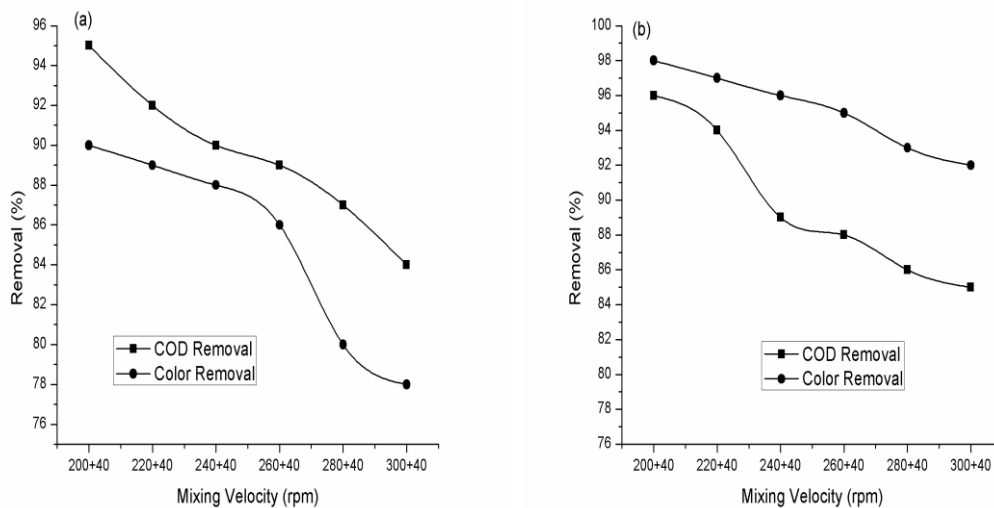 (a)
96
94
92
90
88
86
84
82
80
78
76
Removal (%)
COD Removal
Color Removal
200+40 220+40 240+40 260+40 280+40 300+40
Mixing Velocity (rpm)
(b)
100
98
96
94
92
90
88
86
84
82
80
78
76
Removal (%)
COD Removal
Color Removal
200+40 220+40 240+40 260+40 280+40 300+40
Mixing Velocity (rpm)